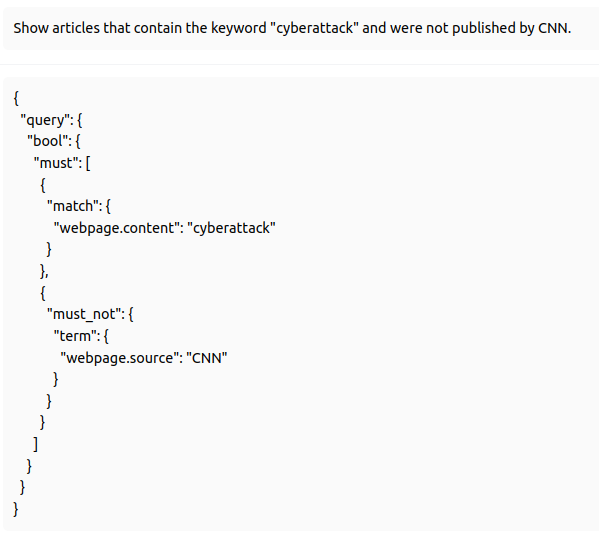 Show articles that contain the keyword "cyberattack" and were not published by CNN.
{
  "query": {
    "bool": {
      "must": [
        {
          "match": {
            "webpage.content": "cyberattack"
          }
        },
        {
          "must_not": {
            "term": {
              "webpage.source": "CNN"
            }
          }
        }
      ]
    }
  }
}